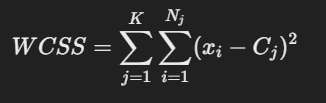 WCSS = \sum_{j=1}^{K} \sum_{i=1}^{N_j} (x_i - C_j)^2